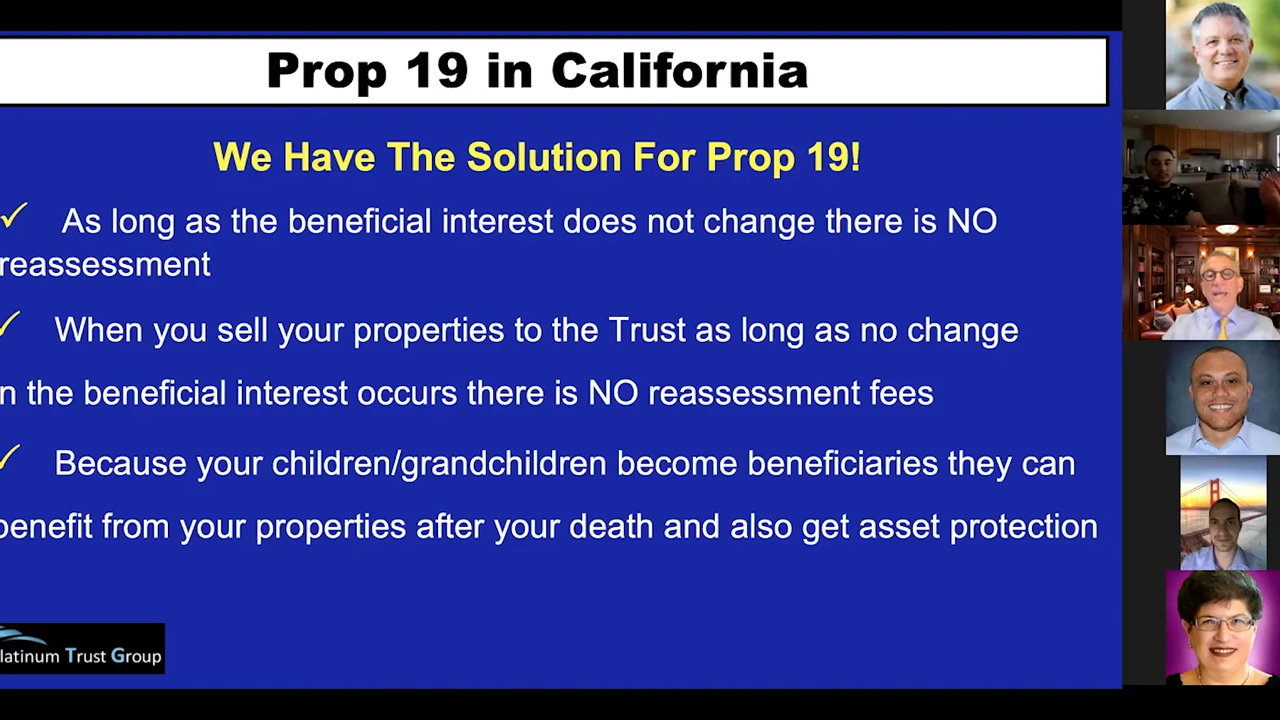 Prop 19 in California
We Have The Solution For Prop 19!
✓ As long as the beneficial interest does not change there is NO
reassessment
✓ When you sell your properties to the Trust as long as no change
n the beneficial interest occurs there is NO reassessment fees
✓ Because your children/grandchildren become beneficiaries they can
benefit from your properties after your death and also get asset protection
latinum Trust Group